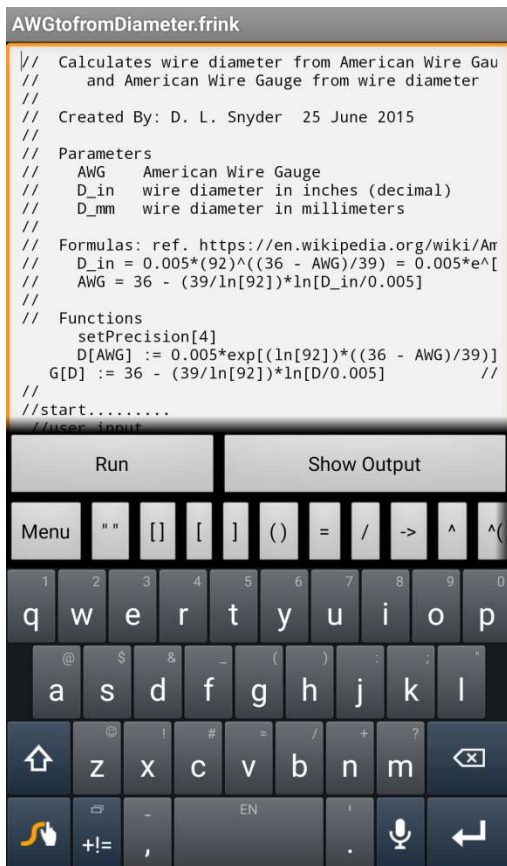 AWGtofromDiameter.frink
//  Calculates wire diameter from American Wire Gau
//     and American Wire Gauge from wire diameter
//
//  Created By: D. L. Snyder  25 June 2015
//
//  Parameters
//    AWG    American Wire Gauge
//    D_in   wire diameter in inches (decimal)
//    D_mm   wire diameter in millimeters
//
//  Formulas: ref. https://en.wikipedia.org/wiki/Am
//    D_in = 0.005*(92)^((36 - AWG)/39) = 0.005*e^[
//    AWG = 36 - (39/ln[92])*ln[D_in/0.005]
//
//  Functions
      setPrecision[4]
      D[AWG] := 0.005*exp[(ln[92])*((36 - AWG)/39)]
   G[D] := 36 - (39/ln[92])*ln[D/0.005]          //
//
//start.........
//user input
Run Show Output
Menu "" [] [ ] () = / -> ^ ^(
1 2 3 4 5 6 7 8 9 0
q w e r t y u i o p
@ $ & _ ( ) : ; "
a s d f g h j k l
! # = / + ?
z x c v b n m
- EN '
+!= , .